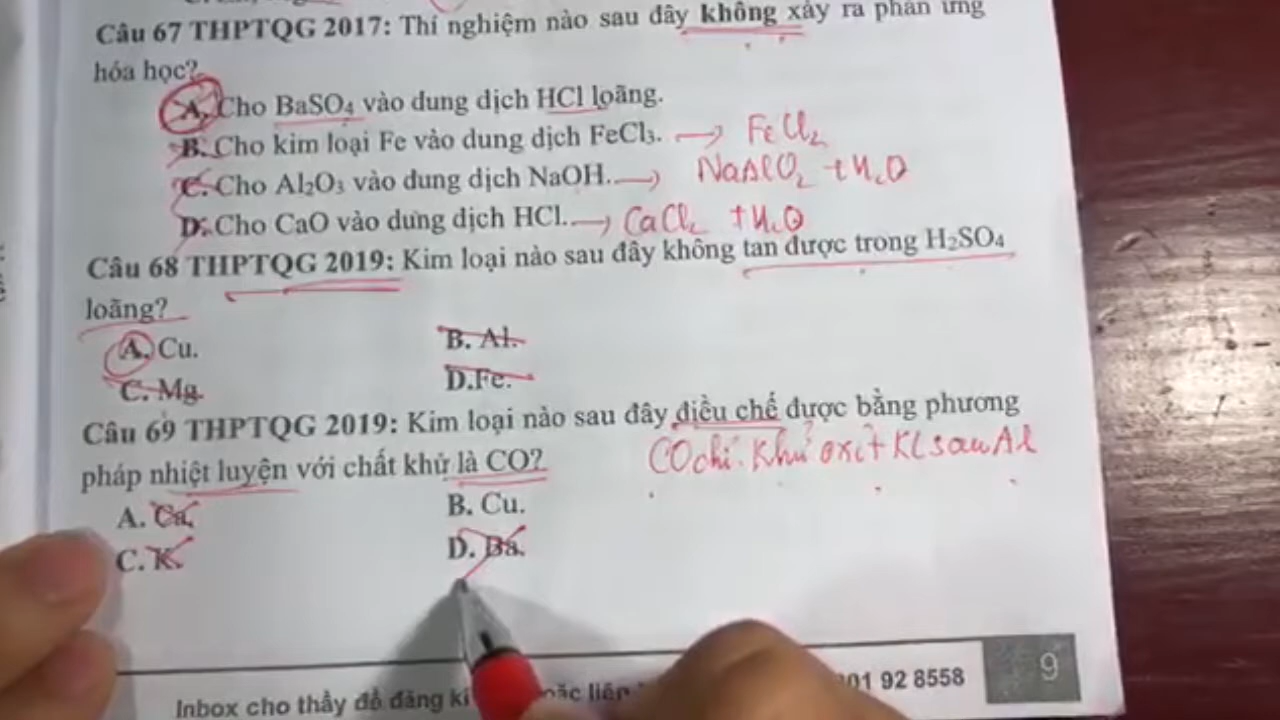 Câu 67 THPTQG 2017: Thí nghiệm nào sau đây không xảy ra phản ứng
hóa học?
A. Cho BaSO₄ vào dung dịch HCl loãng.
B. Cho kim loại Fe vào dung dịch FeCl₃. → FeCl₂
C. Cho Al₂O₃ vào dung dịch NaOH. → NaAlO₂ + H₂O
D. Cho CaO vào dung dịch HCl. → CaCl₂ + H₂O
Câu 68 THPTQG 2019: Kim loại nào sau đây không tan được trong H₂SO₄
loãng?
A. Cu. B. Al.
C. Mg. D.Fe.
Câu 69 THPTQG 2019: Kim loại nào sau đây điều chế được bằng phương
pháp nhiệt luyện với chất khử là CO? CO chỉ khử oxit KL sau Al
A. Ca. B. Cu.
C. K. D. Ba.
Inbox cho thầy để đăng kí hoặc liên 01 92 8558 9